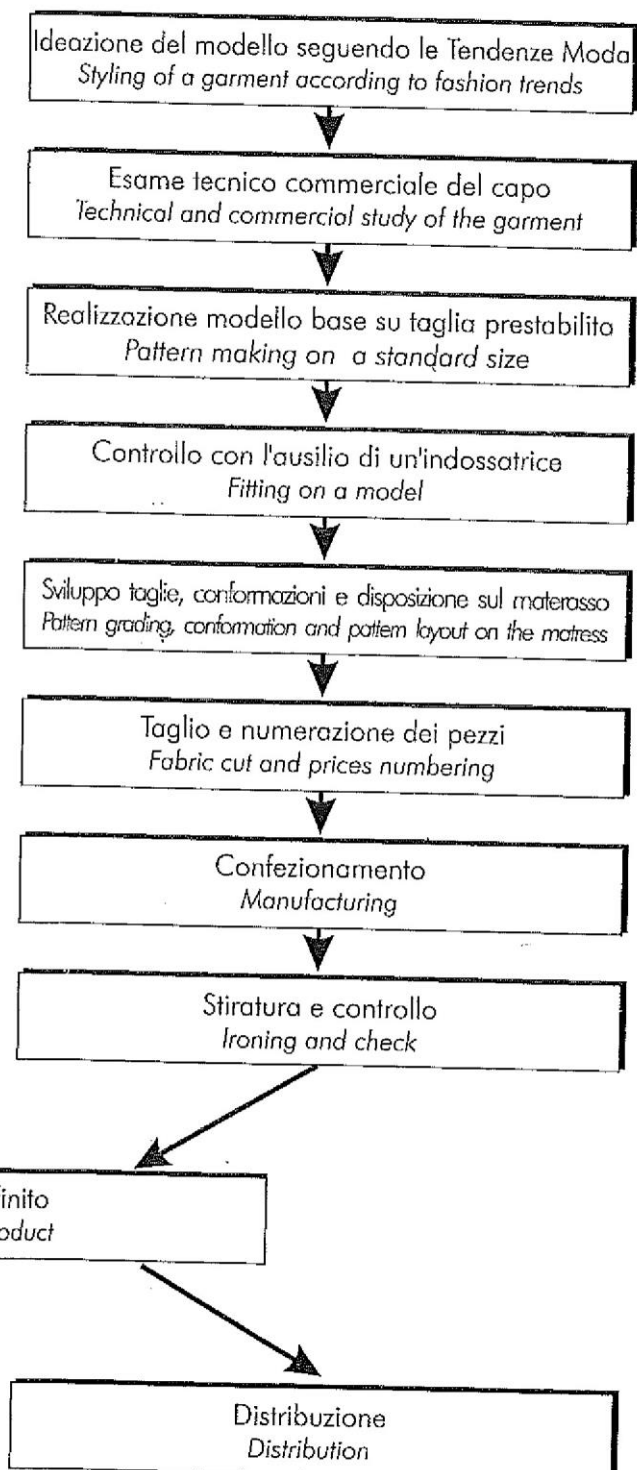 Ideazione del modello seguendo le Tendenze Moda
Styling of a garment according to fashion trends
Esame tecnico commerciale del capo
Technical and commercial study of the garment
Realizzazione modello base su taglia prestabilita
Pattern making on a standard size
Controllo con l'ausilio di un'indossatrice
Fitting on a model
Sviluppo taglie, conformazioni e disposizione sul materasso
Pattern grading, conformation and pattern layout on the matress
Taglio e numerazione dei pezzi
Fabric cut and prices numbering
Confezionamento
Manufacturing
Stiratura e controllo
Ironing and check
Distribuzione
Distribution